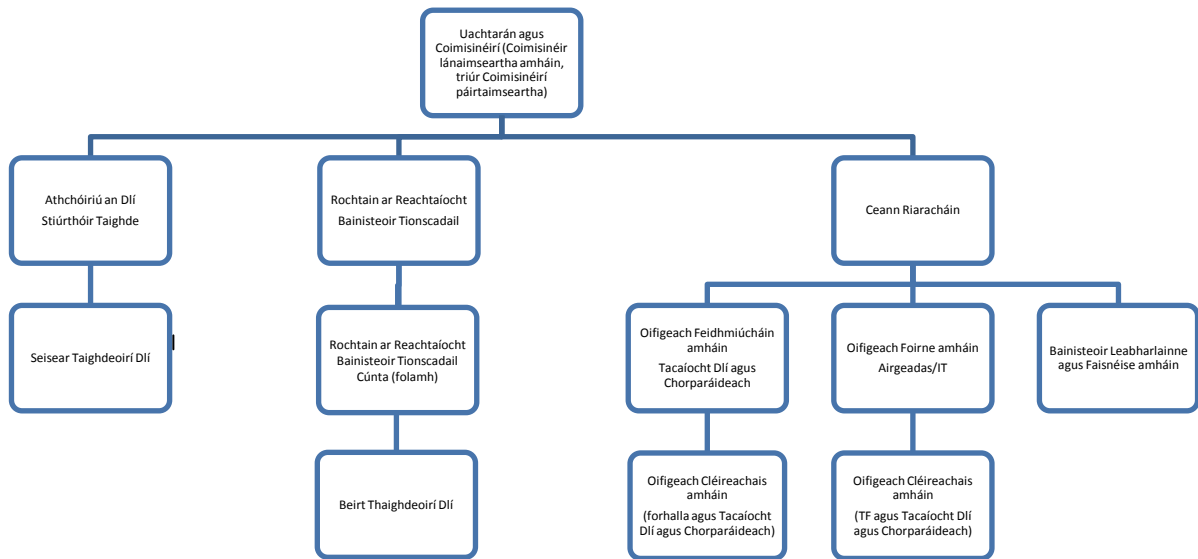 Uachtarán agus
Coimisinéirí (Coimisinéir
lánaimseartha amháin,
triúr Coimisinéirí
páirtaimseartha)
Athchóiriú an Dlí
Stiúrthóir Taighde
Rochtain ar Reachtaíocht
Bainisteoir Tionscadail
Ceann Riaracháin
Seisear Taighdeoirí Dlí
Rochtain ar Reachtaíocht
Bainisteoir Tionscadail
Cúnta (folamh)
Oifigeach Feidhmiúcháin
amháin
Tacaíocht Dlí agus
Chorparáideach
Oifigeach Foirne amháin
Airgeadas/IT
Bainisteoir Leabharlainne
agus Faisnéise amháin
Beirt Thaighdeoirí Dlí
Oifigeach Cléireachais
amháin
(forhalla agus Tacaíocht
Dlí agus Chorparáideach)
Oifigeach Cléireachais
amháin
(TF agus Tacaíocht Dlí
agus Chorparáideach)